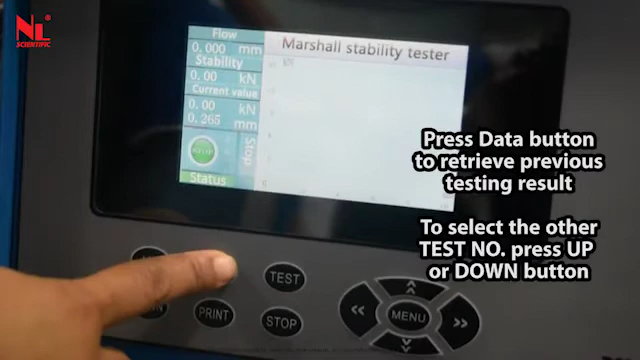 NL®
SCIENTIFIC
Flow
0.000 mm
Stability
0.00 kN
Current value
0.00 kN
0.265 mm
STOP
Stop
Status
Marshall stability tester
kN
Press Data button
to retrieve previous
testing result
To select the other
TEST NO. press UP
or DOWN button
TEST
PRINT
STOP
MENU